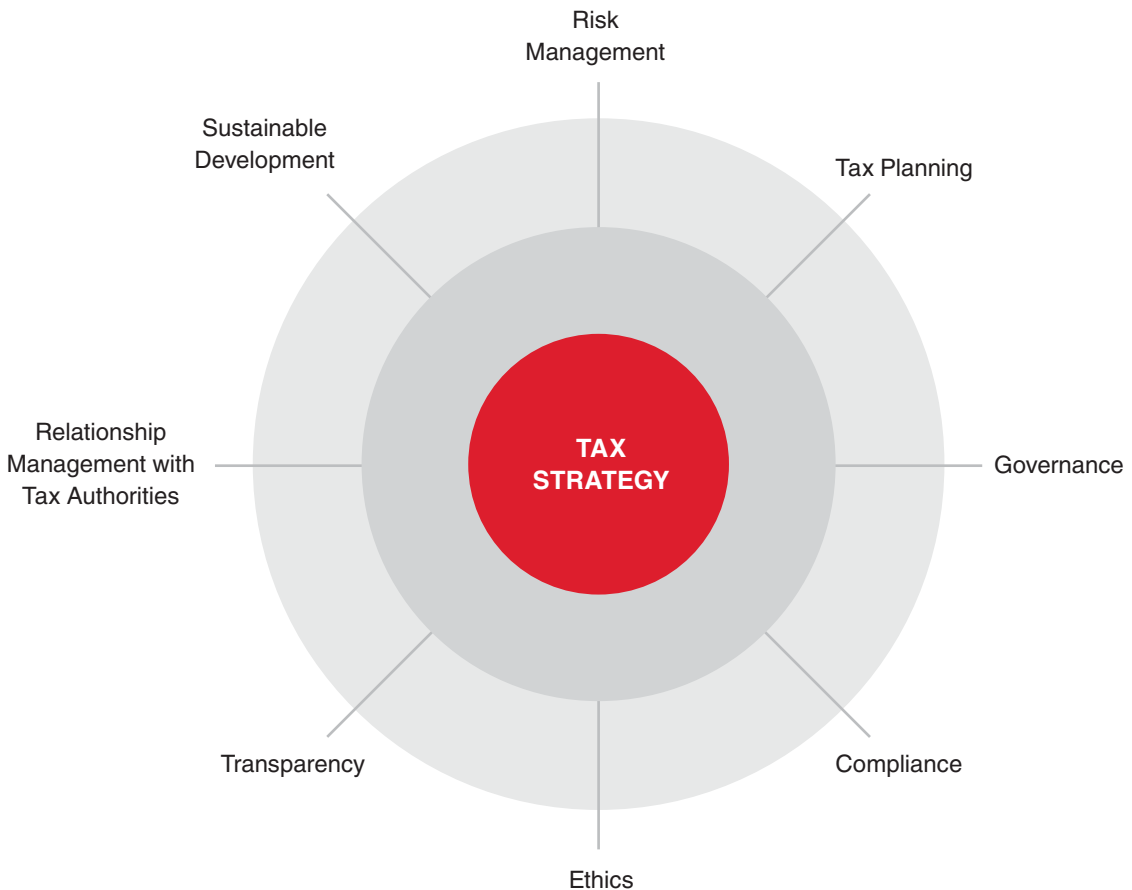 Risk
Management
Sustainable
Development
Tax Planning
Relationship
Management with
Tax Authorities
TAX
STRATEGY
Governance
Transparency
Compliance
Ethics